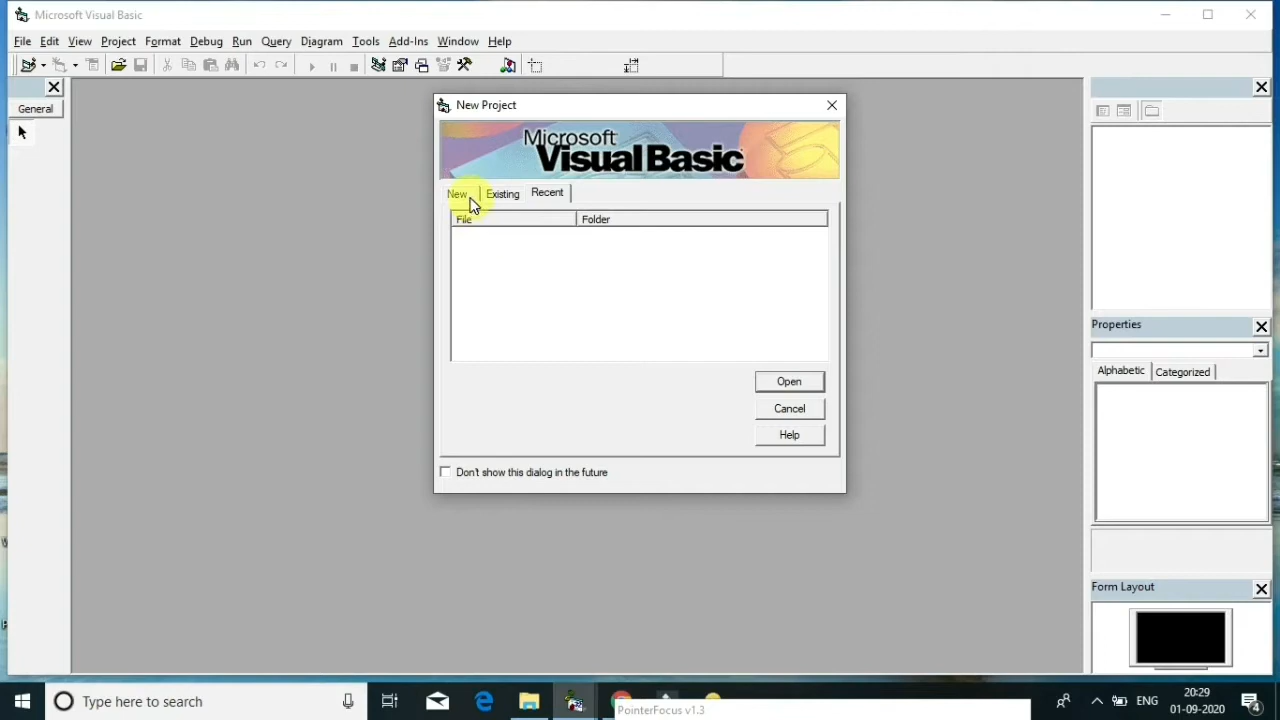 Microsoft Visual Basic
File Edit View Project Format Debug Run Query Diagram Tools Add-Ins Window Help
General
New Project
Microsoft
Visual Basic
New Existing Recent
File Folder
Open
Cancel
Help
Don't show this dialog in the future
Properties
Alphabetic Categorized
Form Layout
Type here to search
PointerFocus v1.3
ENG
20:29
01-09-2020
4